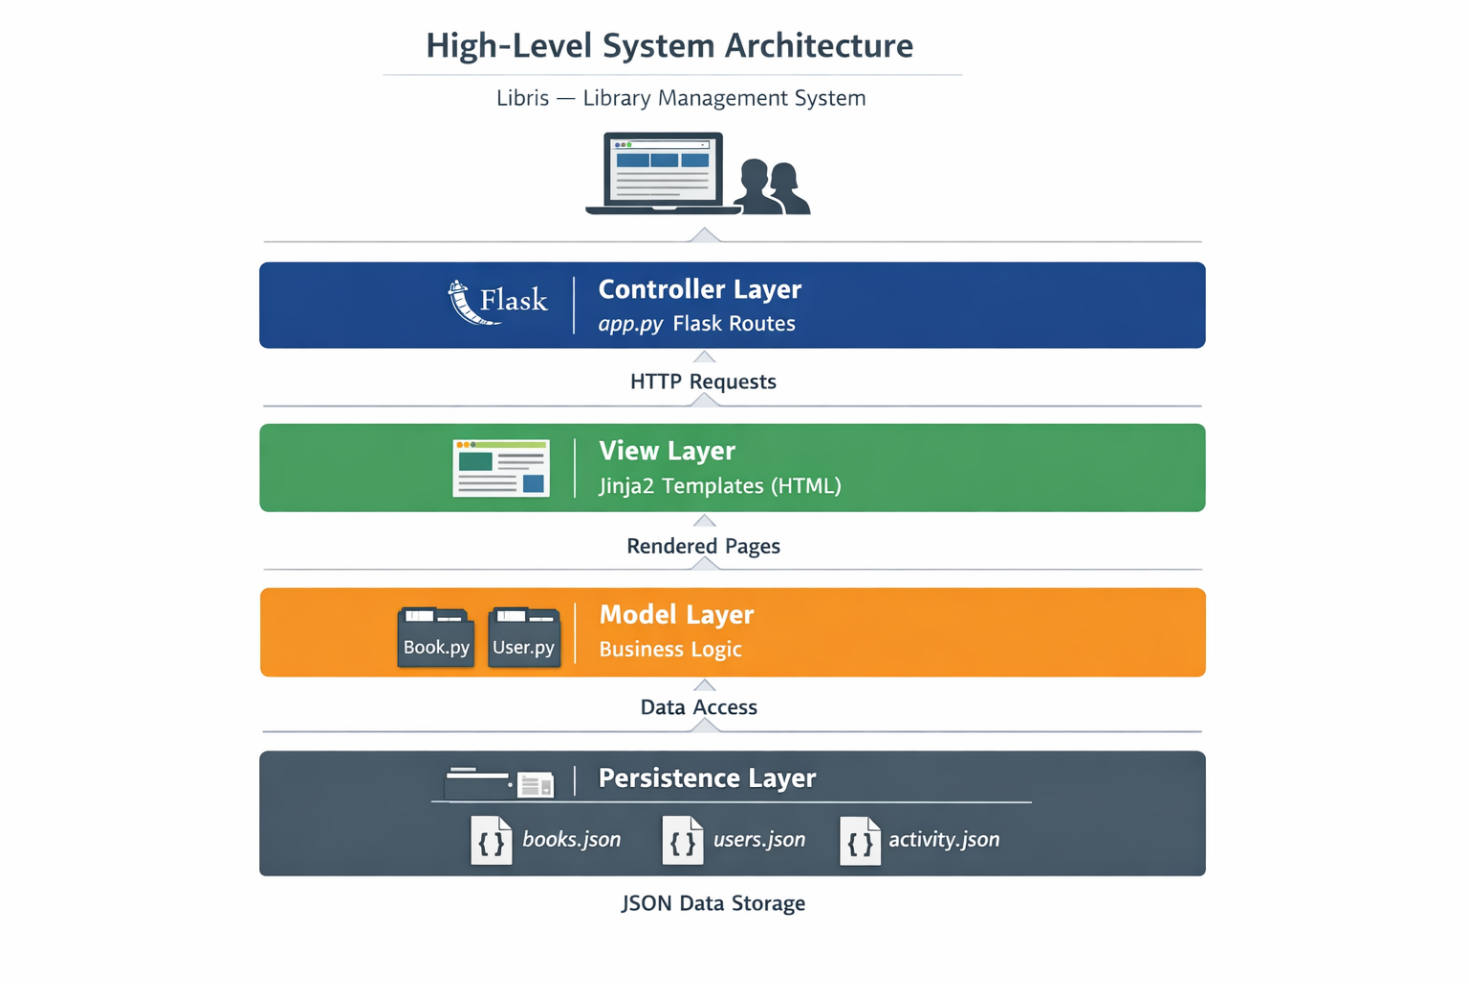 High-Level System Architecture
Libris — Library Management System
Flask
Controller Layer
app.py Flask Routes
HTTP Requests
View Layer
Jinja2 Templates (HTML)
Rendered Pages
Book.py
User.py
Model Layer
Business Logic
Data Access
Persistence Layer
{ } books.json
{ } users.json
{ } activity.json
JSON Data Storage